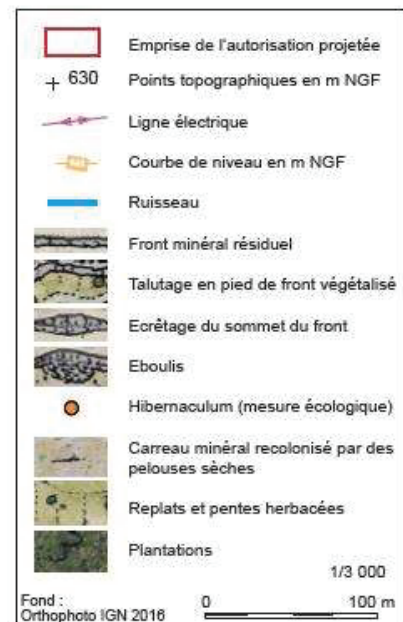 Emprise de l'autorisation projetée
+ 630 Points topographiques en m NGF
Ligne électrique
Courbe de niveau en m NGF
Ruisseau
Front minéral résiduel
Talutage en pied de front végétalisé
Ecrêtage du sommet du front
Eboulis
Hibernaculum (mesure écologique)
Carreau minéral recolonisé par des
pelouses sèches
Replats et pentes herbacées
Plantations
1/3 000
Fond :
Orthophoto IGN 2016
0 100 m